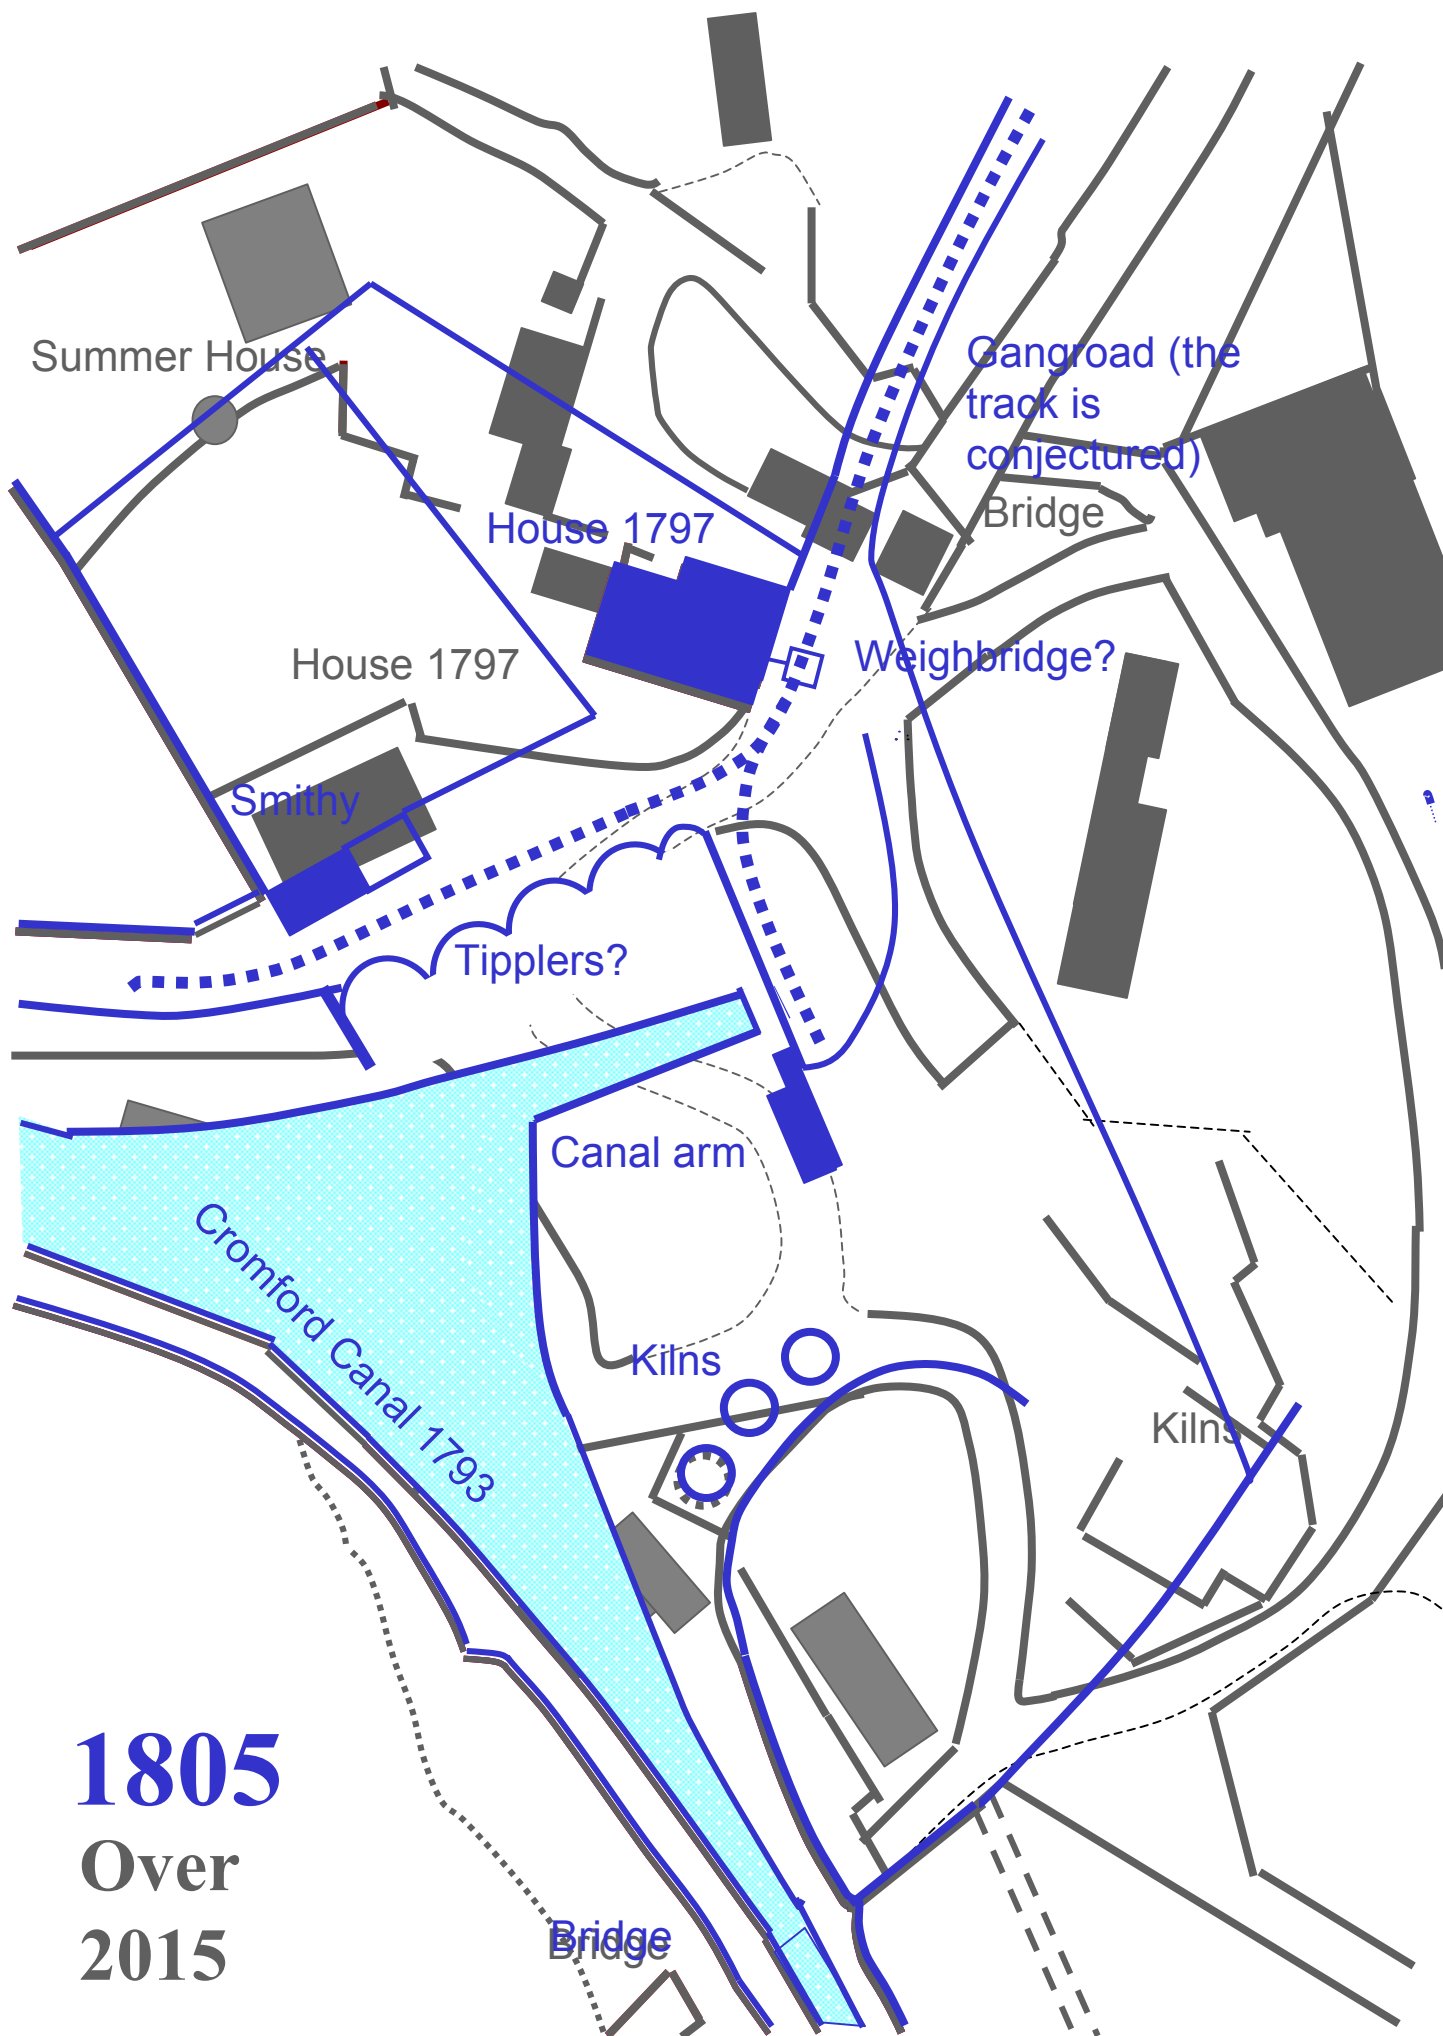 Gangroad (the
track is
conjectured)
Summer House
House 1797
Bridge
House 1797
Weighbridge?
Smithy
Tipplers?
Canal arm
Cromford Canal 1793
Kilns
Kilns
1805
Over
2015
Bridge
Bridge